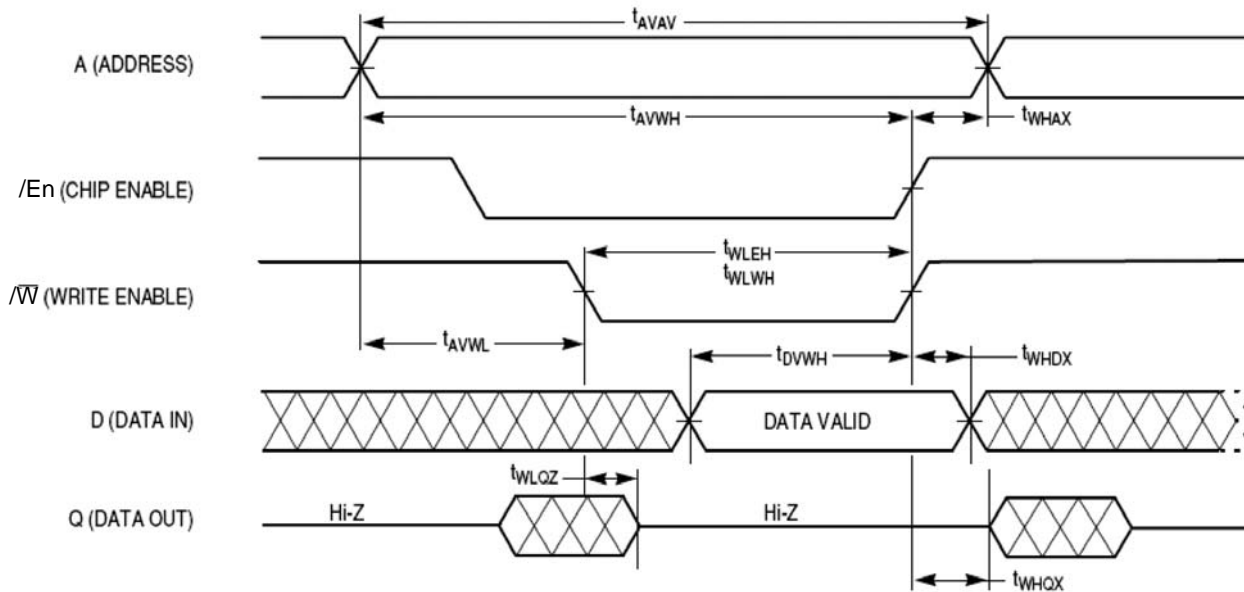 tAVAV
A (ADDRESS)
tAVWH
tWHAX
/En (CHIP ENABLE)
tWLEH
tWLWH
/W̅ (WRITE ENABLE)
tAVWL
tDVWH
tWHDX
D (DATA IN)
DATA VALID
tWLQZ
Q (DATA OUT)
Hi-Z
Hi-Z
tWHQX